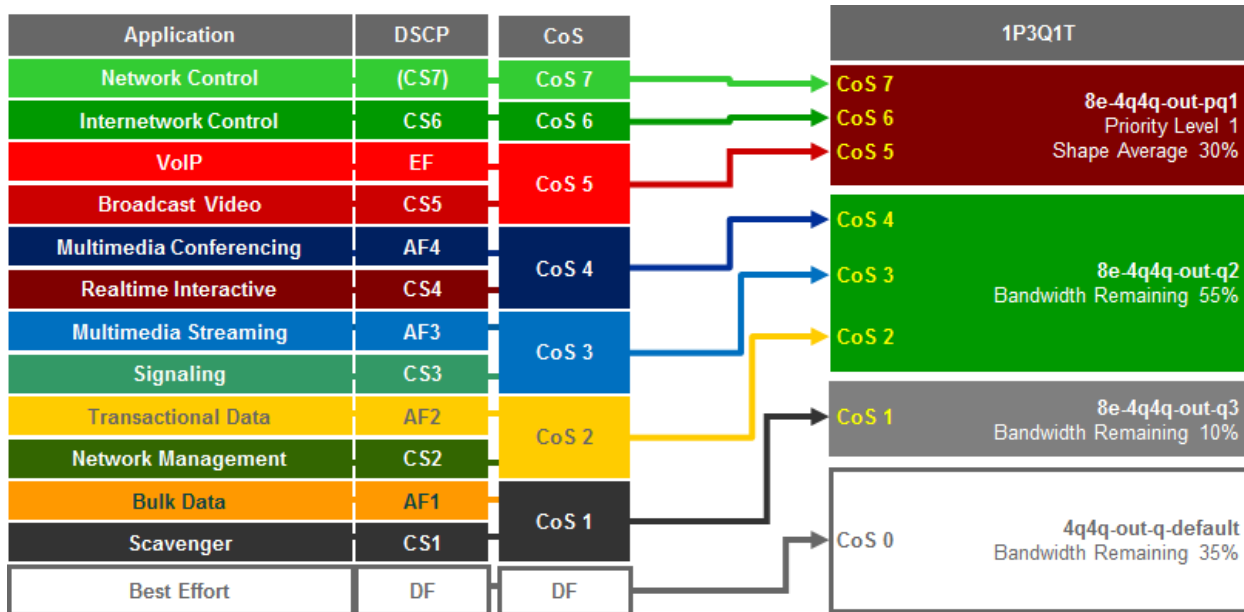 Application DSCP CoS 1P3Q1T
Network Control (CS7) CoS 7
Internetwork Control CS6 CoS 6
VoIP EF
CoS 5
Broadcast Video CS5
Multimedia Conferencing AF4
CoS 4
Realtime Interactive CS4
Multimedia Streaming AF3
CoS 3
Signaling CS3
Transactional Data AF2
CoS 2
Network Management CS2
Bulk Data AF1
CoS 1
Scavenger CS1
Best Effort DF DF
CoS 7
CoS 6
CoS 5
8e-4q4q-out-pq1
Priority Level 1
Shape Average 30%
CoS 4
CoS 3
CoS 2
8e-4q4q-out-q2
Bandwidth Remaining 55%
CoS 1
8e-4q4q-out-q3
Bandwidth Remaining 10%
CoS 0
4q4q-out-q-default
Bandwidth Remaining 35%